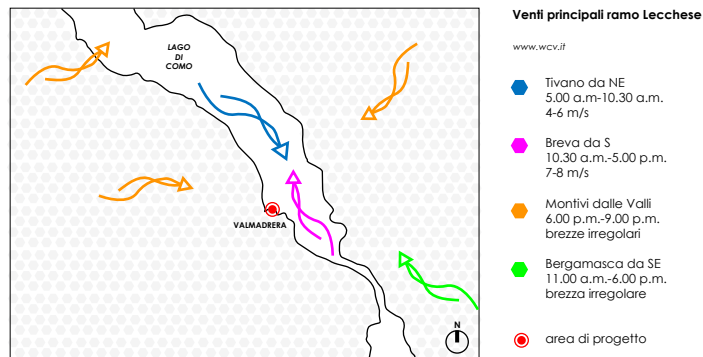 LAGO
DI
COMO
VALMADRERA
N
Venti principali ramo Lecchese
www.wcv.it
Tivano da NE
5.00 a.m-10.30 a.m.
4-6 m/s
Breva da S
10.30 a.m.-5.00 p.m.
7-8 m/s
Montivi dalle Valli
6.00 p.m.-9.00 p.m.
brezze irregolari
Bergamasca da SE
11.00 a.m.-6.00 p.m.
brezza irregolare
area di progetto